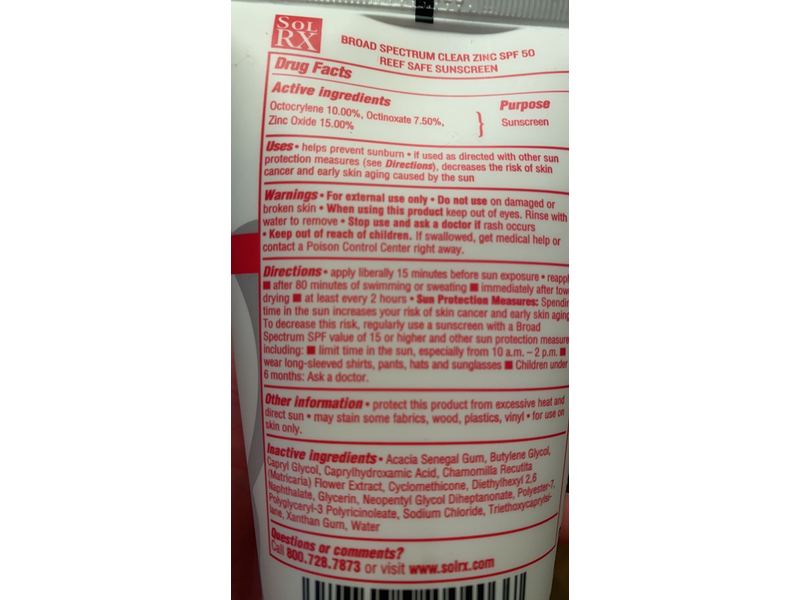 SOL
RX
BROAD SPECTRUM CLEAR ZINC SPF 50
REEF SAFE SUNSCREEN
Drug Facts
Active ingredients
Purpose
Octocrylene 10.00%, Octinoxate 7.50%,
Zinc Oxide 15.00%
} Sunscreen
Uses • helps prevent sunburn • if used as directed with other sun
protection measures (see Directions), decreases the risk of skin
cancer and early skin aging caused by the sun
Warnings • For external use only • Do not use on damaged or
broken skin • When using this product keep out of eyes. Rinse with
water to remove • Stop use and ask a doctor if rash occurs
• Keep out of reach of children. If swallowed, get medical help or
contact a Poison Control Center right away.
Directions • apply liberally 15 minutes before sun exposure • reappl
■ after 80 minutes of swimming or sweating ■ immediately after tow
drying ■ at least every 2 hours • Sun Protection Measures: Spendin
time in the sun increases your risk of skin cancer and early skin aging
To decrease this risk, regularly use a sunscreen with a Broad
Spectrum SPF value of 15 or higher and other sun protection measure
including: ■ limit time in the sun, especially from 10 a.m. – 2 p.m. ■
wear long-sleeved shirts, pants, hats and sunglasses ■ Children under
6 months: Ask a doctor.
Other information • protect this product from excessive heat and
direct sun • may stain some fabrics, wood, plastics, vinyl • for use on
skin only.
Inactive ingredients • Acacia Senegal Gum, Butylene Glycol,
Capryl Glycol, Caprylhydroxamic Acid, Chamomilla Recutita
(Matricaria) Flower Extract, Cyclomethicone, Diethylhexyl 2,6
Naphthalate, Glycerin, Neopentyl Glycol Diheptanonate, Polyester-7,
Polyglyceryl-3 Polyricinoleate, Sodium Chloride, Triethoxycaprylsi-
lane, Xanthan Gum, Water
Questions or comments?
Call 800.728.7873 or visit www.solrx.com